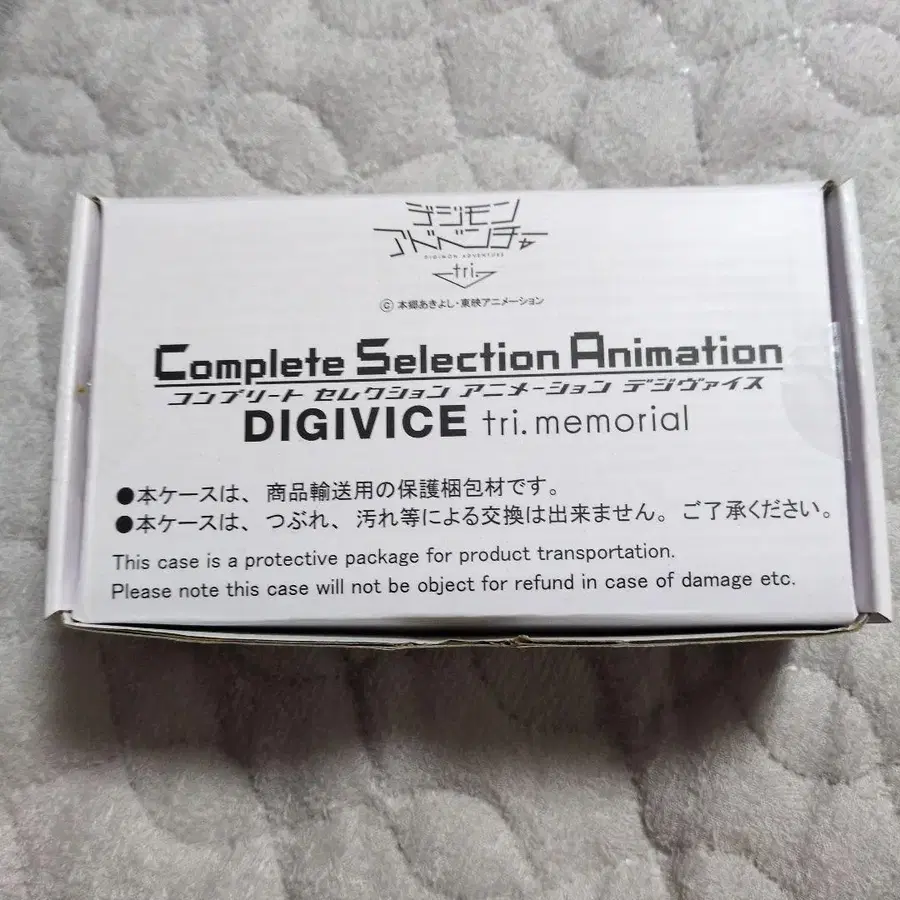 デジモン
アドベンチャー
DIGIMON ADVENTURE
tri.
ⓒ 本郷あきよし・東映アニメーション
Complete Selection Animation
コンプリート セレクション アニメーション デジヴァイス
DIGIVICE tri.memorial
●本ケースは、商品輸送用の保護梱包材です。
●本ケースは、つぶれ、汚れ等による交換は出来ません。ご了承ください。
This case is a protective package for product transportation.
Please note this case will not be object for refund in case of damage etc.